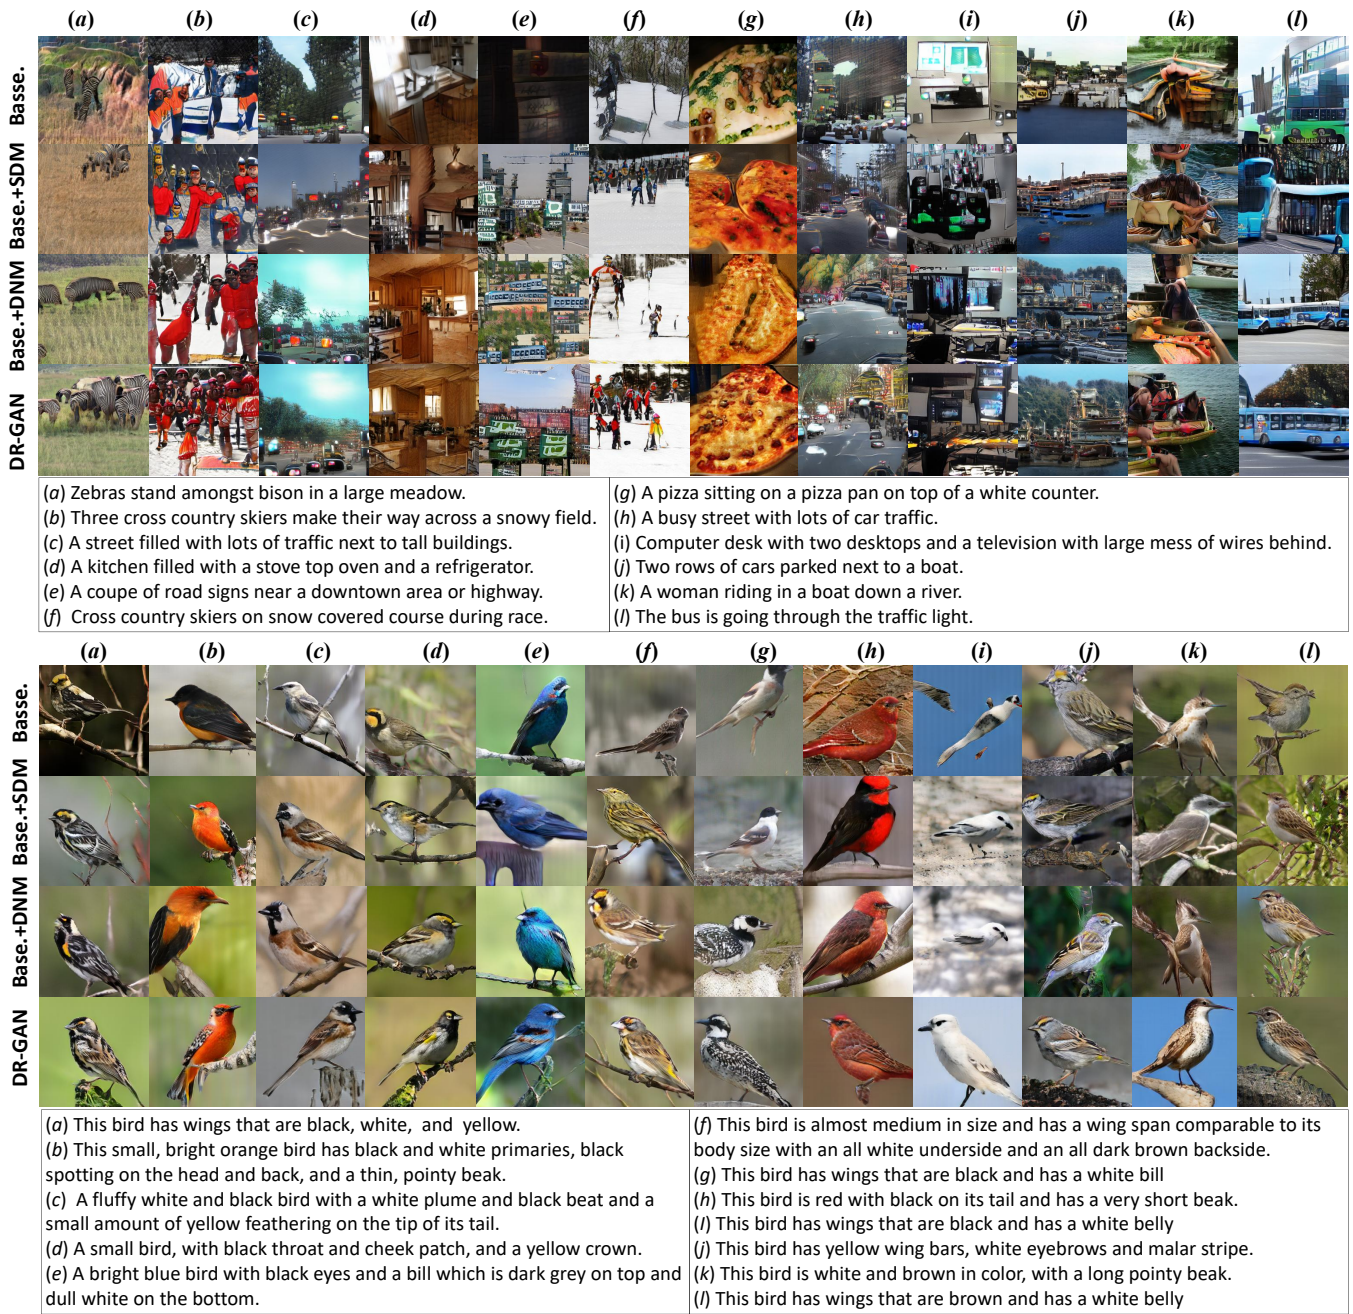 (a) (b) (c) (d) (e) (f) (g) (h) (i) (j) (k) (l)
Basse.
Base.+SDM
Base.+DNM
DR-GAN
(a) Zebras stand amongst bison in a large meadow.
(b) Three cross country skiers make their way across a snowy field.
(c) A street filled with lots of traffic next to tall buildings.
(d) A kitchen filled with a stove top oven and a refrigerator.
(e) A coupe of road signs near a downtown area or highway.
(f) Cross country skiers on snow covered course during race.
(g) A pizza sitting on a pizza pan on top of a white counter.
(h) A busy street with lots of car traffic.
(i) Computer desk with two desktops and a television with large mess of wires behind.
(j) Two rows of cars parked next to a boat.
(k) A woman riding in a boat down a river.
(l) The bus is going through the traffic light.
(a) (b) (c) (d) (e) (f) (g) (h) (i) (j) (k) (l)
Basse.
Base.+SDM
Base.+DNM
DR-GAN
(a) This bird has wings that are black, white, and yellow.
(b) This small, bright orange bird has black and white primaries, black
spotting on the head and back, and a thin, pointy beak.
(c) A fluffy white and black bird with a white plume and black beat and a
small amount of yellow feathering on the tip of its tail.
(d) A small bird, with black throat and cheek patch, and a yellow crown.
(e) A bright blue bird with black eyes and a bill which is dark grey on top and
dull white on the bottom.
(f) This bird is almost medium in size and has a wing span comparable to its
body size with an all white underside and an all dark brown backside.
(g) This bird has wings that are black and has a white bill
(h) This bird is red with black on its tail and has a very short beak.
(I) This bird has wings that are black and has a white belly
(j) This bird has yellow wing bars, white eyebrows and malar stripe.
(k) This bird is white and brown in color, with a long pointy beak.
(l) This bird has wings that are brown and has a white belly